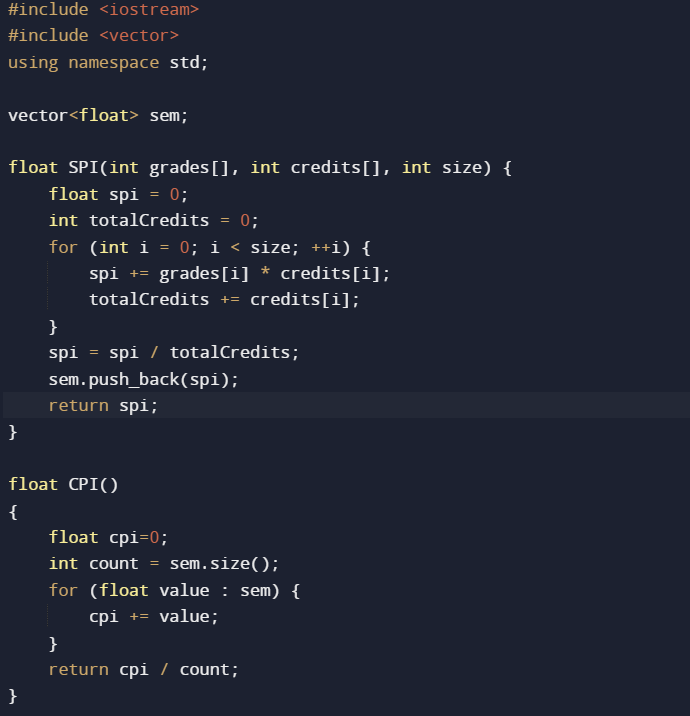 #include <iostream>
#include <vector>
using namespace std;

vector<float> sem;

float SPI(int grades[], int credits[], int size) {
    float spi = 0;
    int totalCredits = 0;
    for (int i = 0; i < size; ++i) {
        spi += grades[i] * credits[i];
        totalCredits += credits[i];
    }
    spi = spi / totalCredits;
    sem.push_back(spi);
    return spi;
}

float CPI()
{
    float cpi=0;
    int count = sem.size();
    for (float value : sem) {
        cpi += value;
    }
    return cpi / count;
}